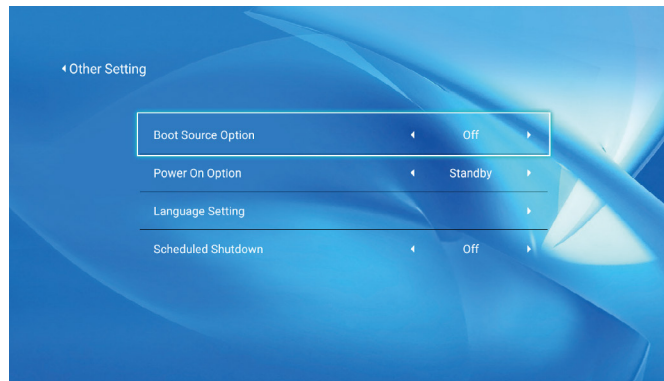 Other Setting
Boot Source Option Off
Power On Option Standby
Language Setting
Scheduled Shutdown Off